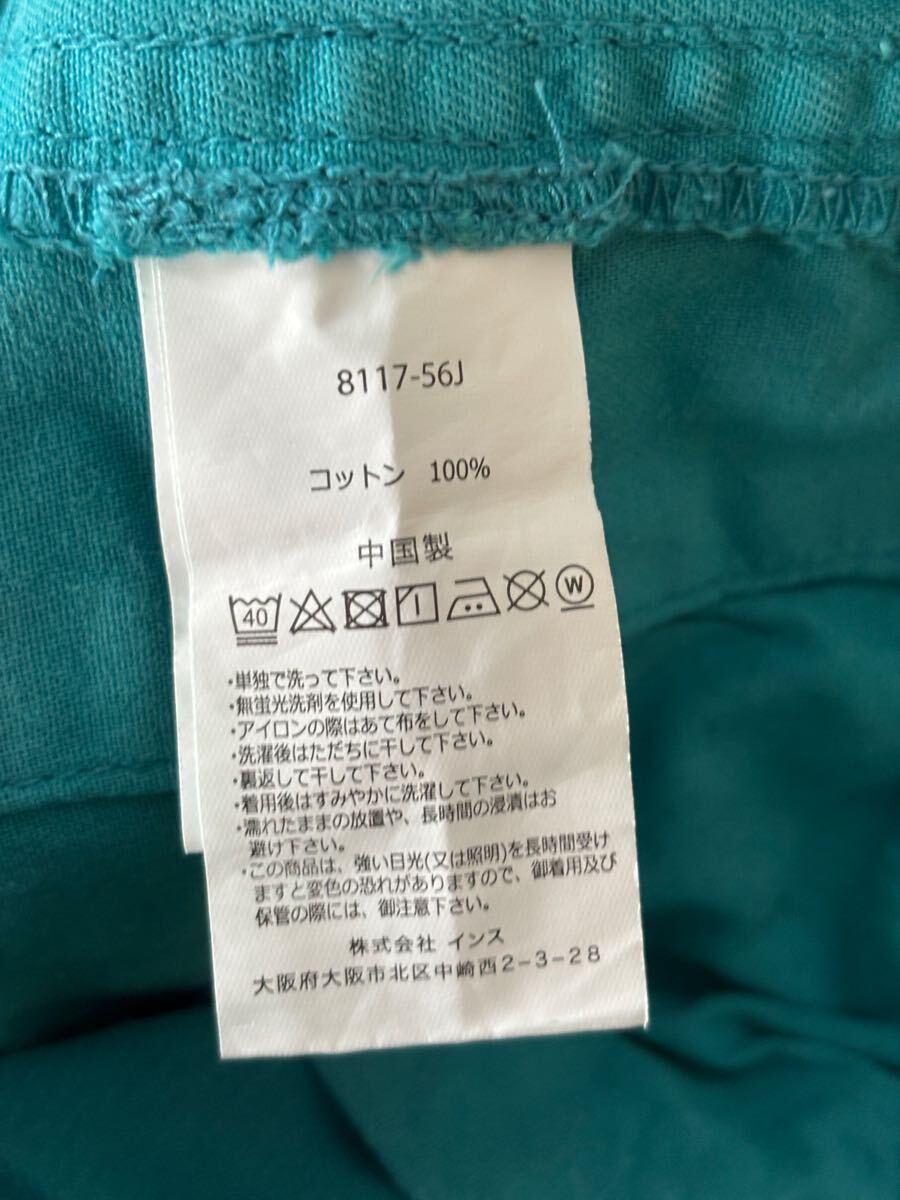 8117-56J
コットン 100%
中国製
40 W
・単独で洗って下さい。
・無蛍光洗剤を使用して下さい。
・アイロンの際はあて布をして下さい。
・洗濯後はただちに干して下さい。
・裏返して干して下さい。
・着用後はすみやかに洗濯して下さい。
・濡れたままの放置や、長時間の浸漬はお
避け下さい。
・この商品は、強い日光(又は照明)を長時間受け
ますと変色の恐れがありますので、御着用及び
保管の際には、御注意下さい。
株式会社 インス
大阪府大阪市北区中崎西2-3-28